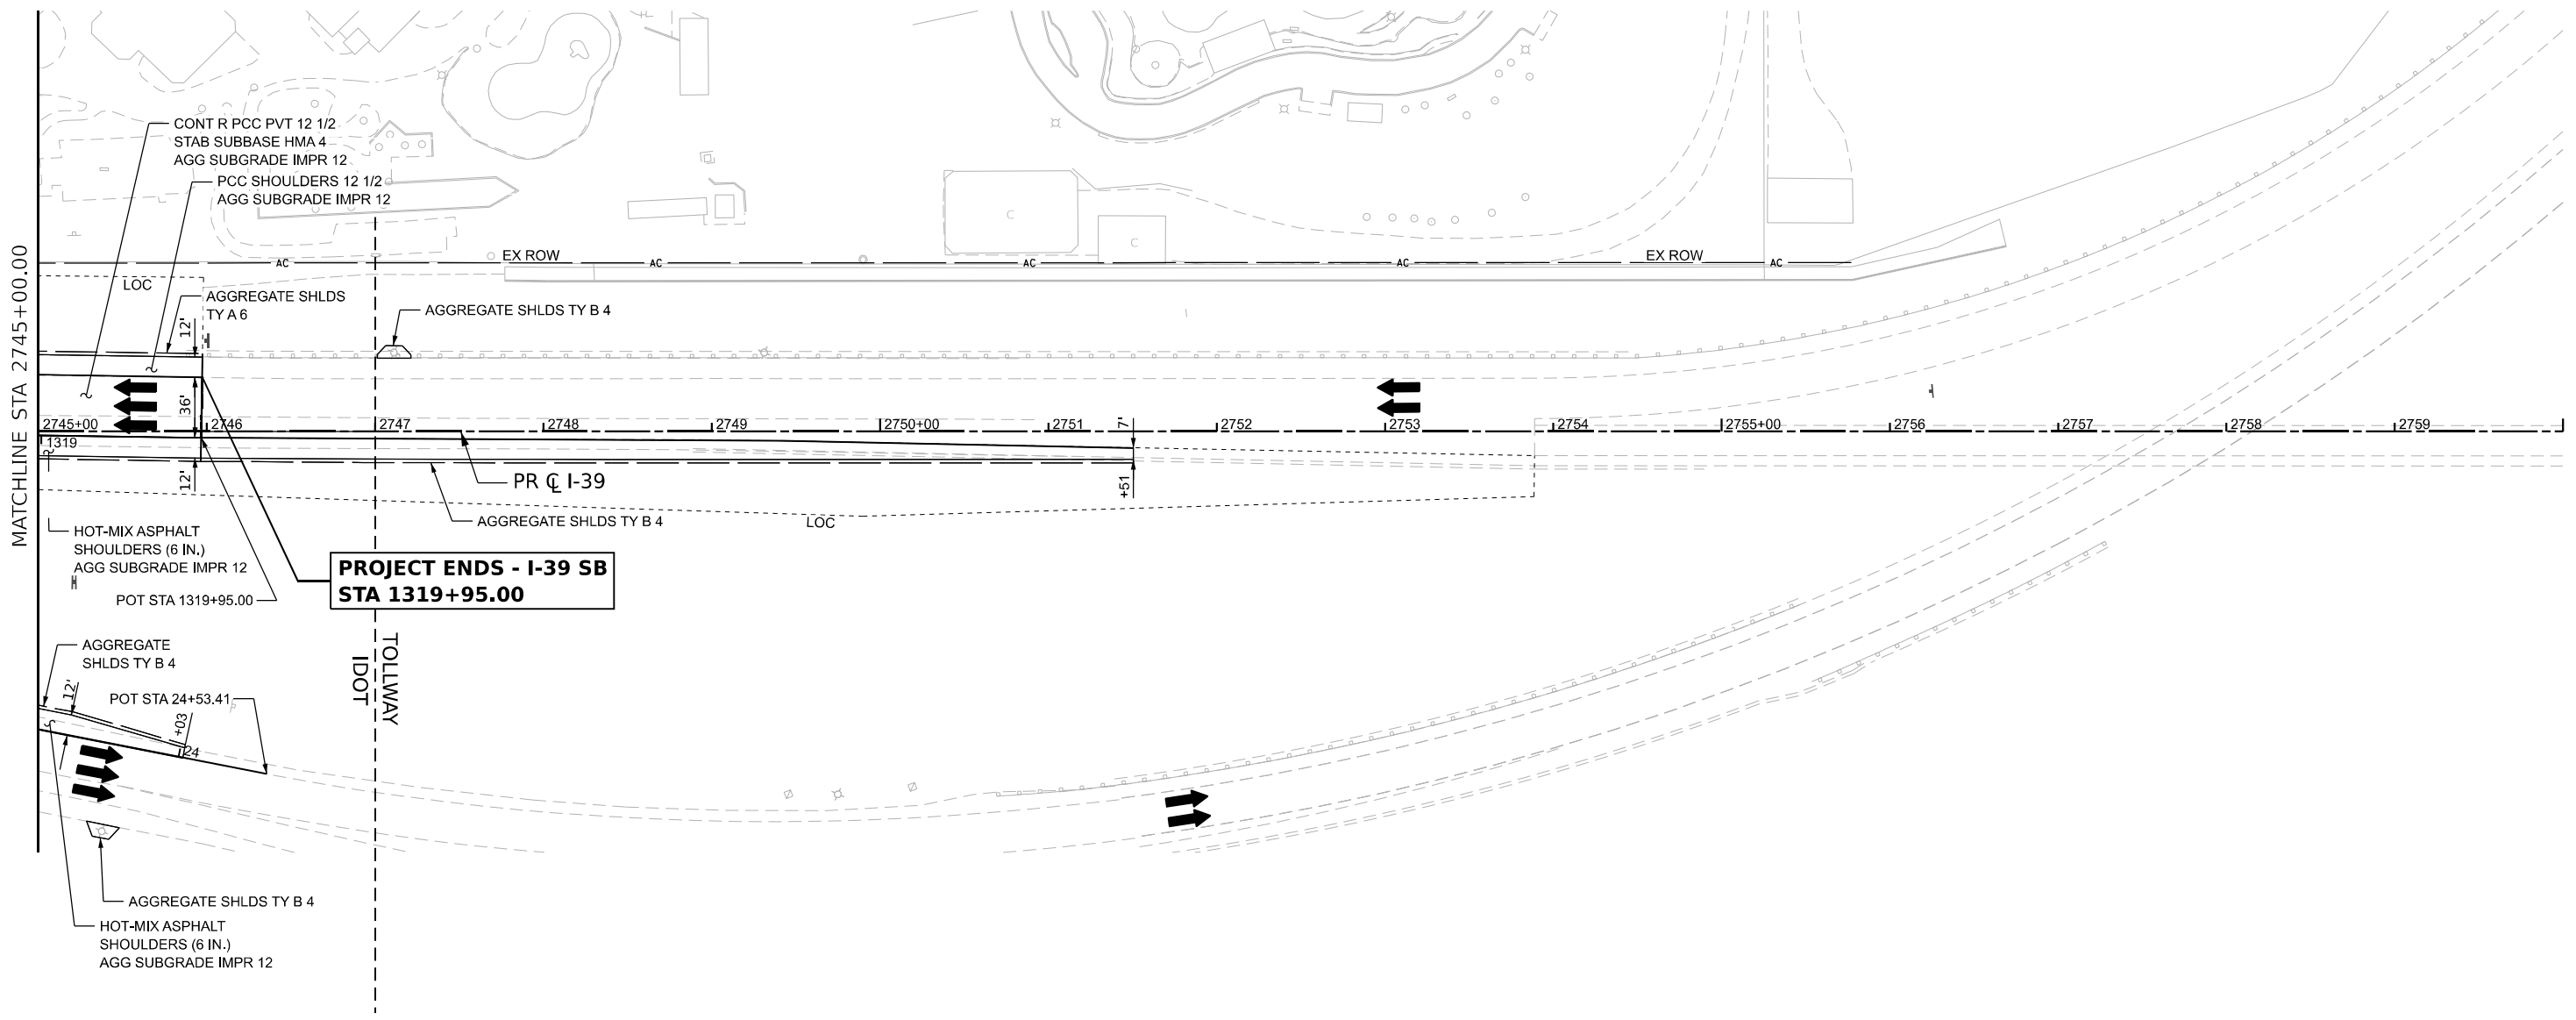 MATCHLINE STA 2745+00.00
CONT R PCC PVT 12 1/2
STAB SUBBASE HMA 4
AGG SUBGRADE IMPR 12
PCC SHOULDERS 12 1/2
AGG SUBGRADE IMPR 12
C
C
AC
EX ROW
AC
AC
AC
EX ROW
AC
LOC
AGGREGATE SHLDS
TY A 6
AGGREGATE SHLDS TY B 4
12'
36'
12'
2745+00
2746
2747
2748
2749
2750+00
2751
2752
2753
2754
2755+00
2756
2757
2758
2759
1319
7'
+51
PR ℄ I-39
AGGREGATE SHLDS TY B 4
LOC
HOT-MIX ASPHALT
SHOULDERS (6 IN.)
AGG SUBGRADE IMPR 12
POT STA 1319+95.00
PROJECT ENDS - I-39 SB
STA 1319+95.00
IDOT
TOLLWAY
AGGREGATE
SHLDS TY B 4
12'
POT STA 24+53.41
+03
24
AGGREGATE SHLDS TY B 4
HOT-MIX ASPHALT
SHOULDERS (6 IN.)
AGG SUBGRADE IMPR 12